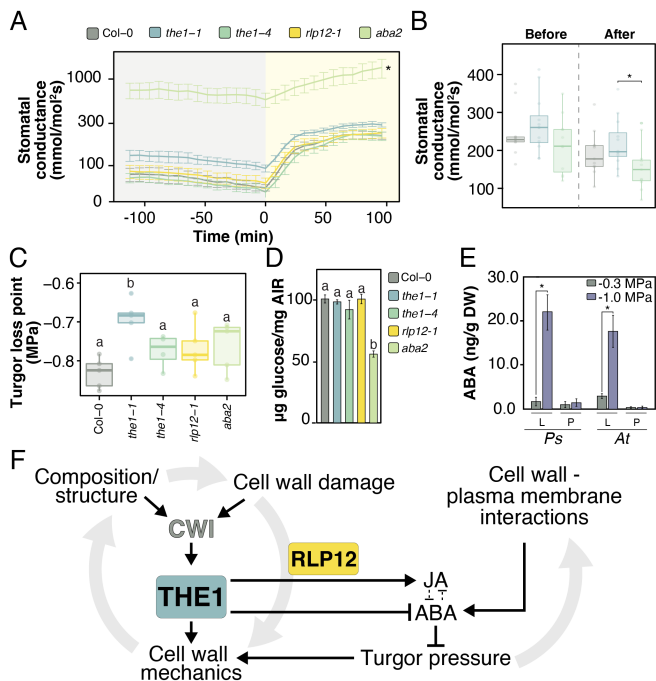 A
Col−0
the1−1
the1−4
rlp12-1
aba2
Stomatal
conductance
(mmol/mol²s)
1000
300
100
0
-100
-50
0
50
100
Time (min)
B
Before
After
Stomatal
conductance
(mmol/mol²s)
400
300
200
100
*
*
C
Turgor loss point
(MPa)
−0.6
−0.7
−0.8
a
b
a
a
a
Col−0
the1−1
the1−4
rlp12−1
aba2
D
µg glucose/mg AIR
100
50
0
a
a
a
a
b
Col−0
the1−1
the1−4
rlp12-1
aba2
E
ABA (ng/g DW)
30.0
20.0
10.0
0.0
-0.3 MPa
-1.0 MPa
*
*
L
P
L
P
Ps
At
F
Composition/
structure
Cell wall damage
Cell wall -
plasma membrane
interactions
CWI
RLP12
THE1
JA
ABA
Cell wall
mechanics
Turgor pressure